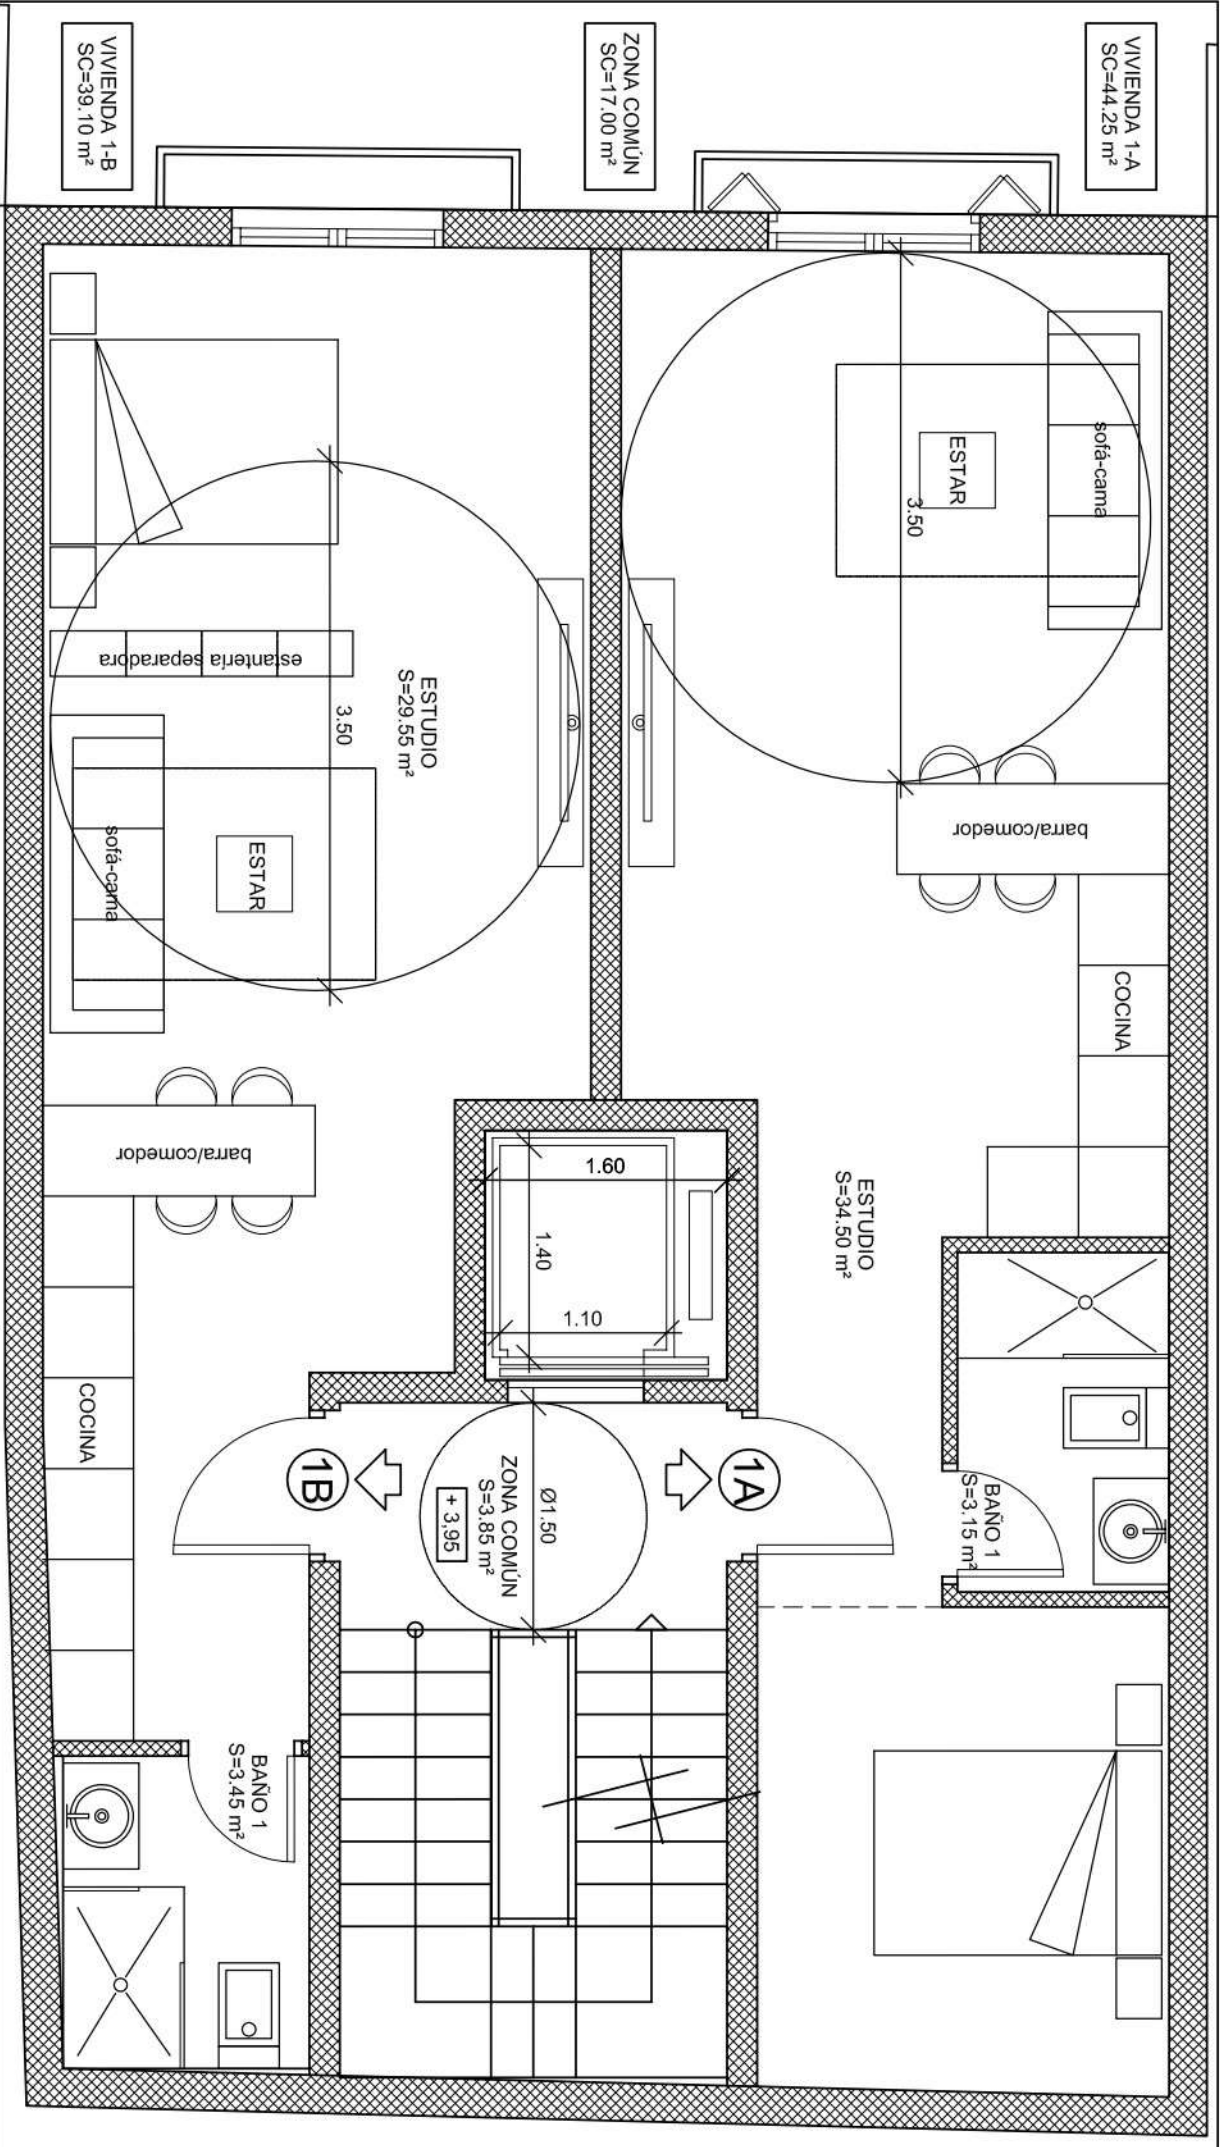 VIVIENDA 1-A
SC=44.25 m²
ZONA COMÚN
SC=17.00 m²
VIVIENDA 1-B
SC=39.10 m²
sofá-cama
ESTAR
3.50
barra/comedor
COCINA
ESTUDIO
S=34.50 m²
BAÑO 1
S=3.15 m²
1A
estantería separadora
ESTUDIO
S=29.55 m²
3.50
sofá-cama
ESTAR
barra/comedor
COCINA
1.60
1.40
1.10
Ø1.50
ZONA COMÚN
S=3.85 m²
+ 3,95
1B
BAÑO 1
S=3.45 m²